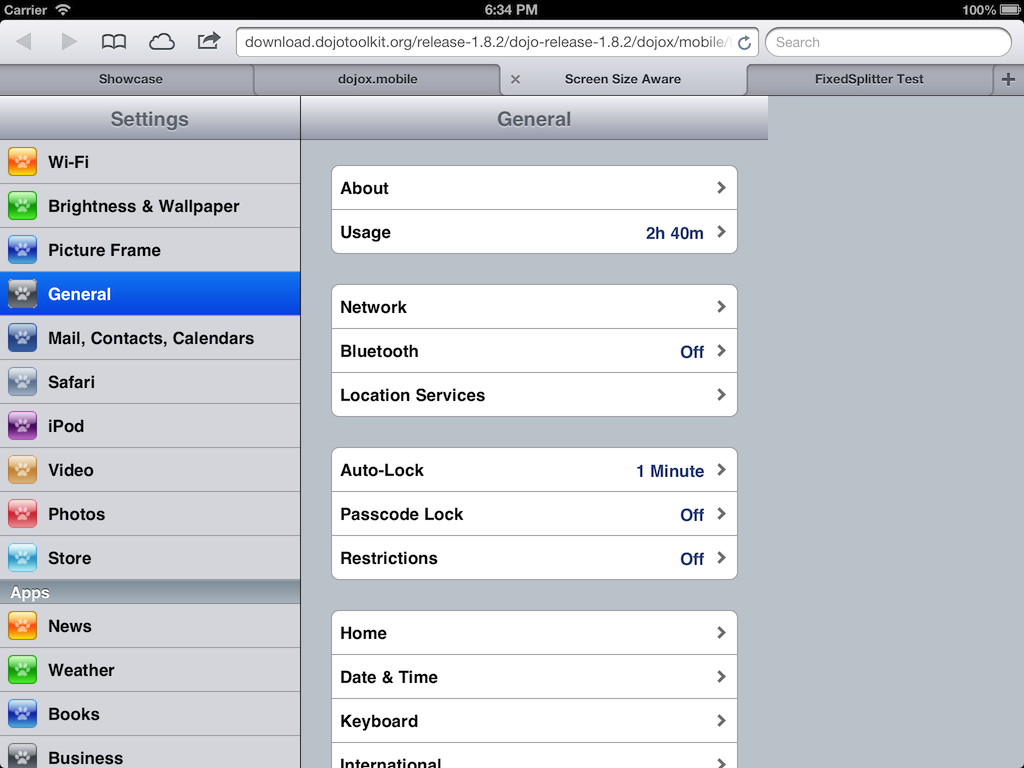 Carrier 6:34 PM 100%
download.dojotoolkit.org/release-1.8.2/dojo-release-1.8.2/dojox/mobile/ Search
Showcase dojox.mobile Screen Size Aware FixedSplitter Test
Settings
Wi-Fi
Brightness & Wallpaper
Picture Frame
General
Mail, Contacts, Calendars
Safari
iPod
Video
Photos
Store
Apps
News
Weather
Books
Business
General
About
Usage 2h 40m
Network
Bluetooth Off
Location Services
Auto-Lock 1 Minute
Passcode Lock Off
Restrictions Off
Home
Date & Time
Keyboard
International